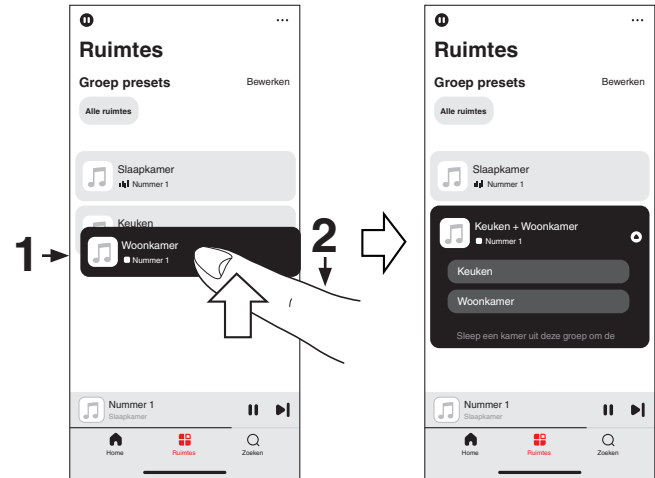 Ruimtes
Groep presets
Bewerken
Alle ruimtes
Slaapkamer
Nummer 1
Keuken
Woonkamer
Nummer 1
1
2
Nummer 1
Slaapkamer
Home
Ruimtes
Zoeken
Ruimtes
Groep presets
Bewerken
Alle ruimtes
Slaapkamer
Nummer 1
Keuken + Woonkamer
Nummer 1
Keuken
Woonkamer
Sleep een kamer uit deze groep om de
Nummer 1
Slaapkamer
Home
Ruimtes
Zoeken